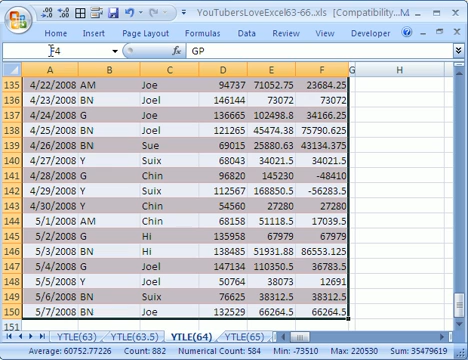 YouTubersLoveExcel63-66...xls [Compatibility...
Home Insert Page Layout Formulas Data Review View Developer
F4 GP
A B C D E F G H
135 4/22/2008 AM Joe 94737 71052.75 23684.25
136 4/23/2008 BN Joel 146144 73072 73072
137 4/24/2008 G Joe 136665 102498.8 34166.25
138 4/25/2008 BN Joel 121265 45474.38 75790.625
139 4/26/2008 BN Sue 69015 25880.63 43134.375
140 4/27/2008 Y Suix 68043 34021.5 34021.5
141 4/28/2008 G Chin 96820 145230 -48410
142 4/29/2008 Y Suix 112567 168850.5 -56283.5
143 4/30/2008 Y Chin 54560 27280 27280
144 5/1/2008 AM Chin 68158 51118.5 17039.5
145 5/2/2008 G Hi 135958 67979 67979
146 5/3/2008 BN Hi 138485 51931.88 86553.125
147 5/4/2008 G Joel 147134 110350.5 36783.5
148 5/5/2008 Y Joel 50764 38073 12691
149 5/6/2008 BN Suix 76625 38312.5 38312.5
150 5/7/2008 BN Joe 132529 66264.5 66264.5
151
YTLE(63) YTLE(63.5) YTLE(64) YTLE(65)
Average: 60752.77226 Count: 882 Numerical Count: 584 Min: -73510 Max: 220530 Sum: 35479619